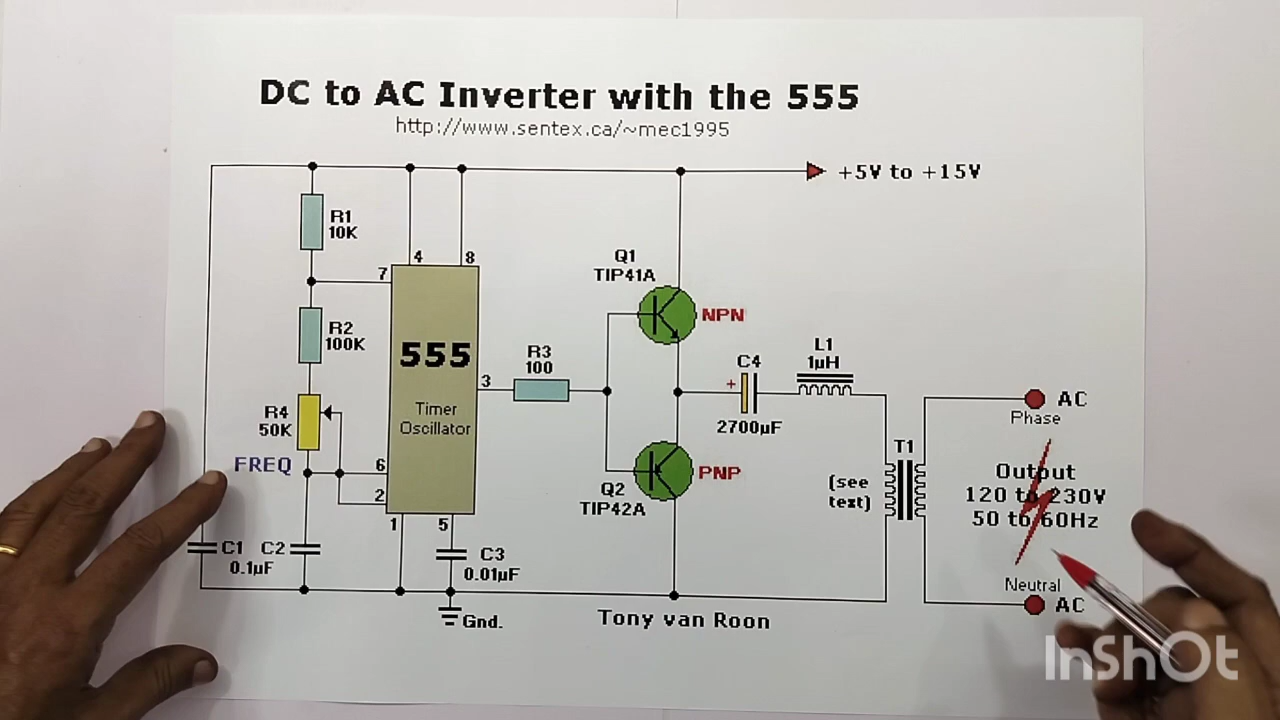 DC to AC Inverter with the 555
http://www.sentex.ca/~mec1995
+5V to +15V
R1
10K
4
8
7
Q1
TIP41A
NPN
R2
100K
555
Timer
Oscillator
3
R3
100
C4
+
2700µF
L1
1µH
R4
50K
FREQ
6
2
Q2
TIP42A
PNP
(see
text)
T1
AC
Phase
Output
120 to 230V
50 to 60Hz
Neutral
AC
1
5
C1
C2
0.1µF
C3
0.01µF
Gnd.
Tony van Roon
InShOt